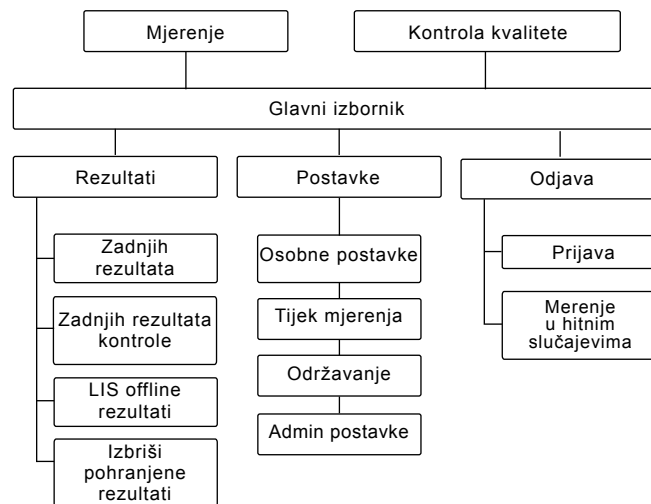 Mjerenje
Kontrola kvalitete
Glavni izbornik
Rezultati
Postavke
Odjava
Zadnjih
rezultata
Zadnjih rezultata
kontrole
LIS offline
rezultati
Izbriši
pohranjene
rezultati
Osobne postavke
Tijek mjerenja
Održavanje
Admin postavke
Prijava
Merenje
u hitnim
slučajevima